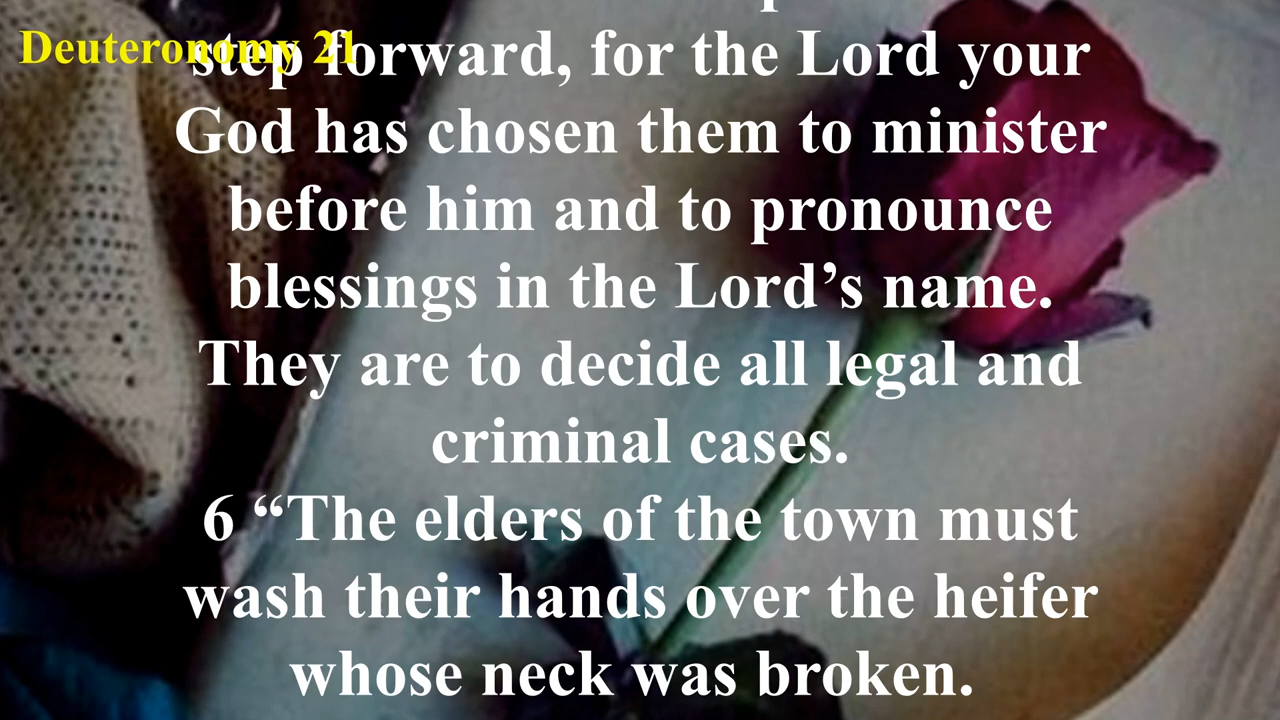 Deuteronomy 21
step forward, for the Lord your
God has chosen them to minister
before him and to pronounce
blessings in the Lord’s name.
They are to decide all legal and
criminal cases.
6 “The elders of the town must
wash their hands over the heifer
whose neck was broken.